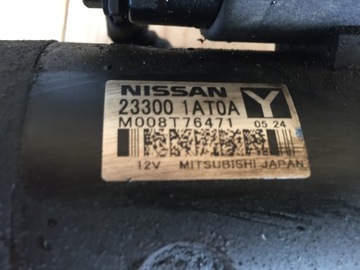 NISSAN
23300 1AT0A Y
M008T76471 05 24
12V MITSUBISHI JAPAN